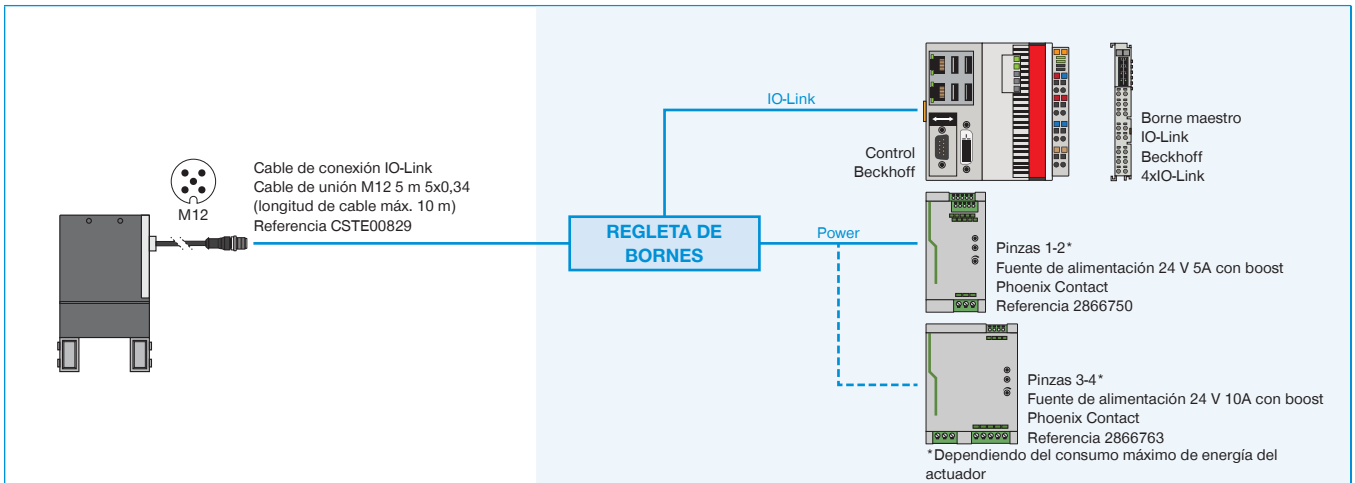 M12
Cable de conexión IO-Link
Cable de unión M12 5 m 5x0,34
(longitud de cable máx. 10 m)
Referencia CSTE00829
REGLETA DE
BORNES
IO-Link
Power
Control
Beckhoff
Borne maestro
IO-Link
Beckhoff
4xIO-Link
Pinzas 1-2*
Fuente de alimentación 24 V 5A con boost
Phoenix Contact
Referencia 2866750
Pinzas 3-4*
Fuente de alimentación 24 V 10A con boost
Phoenix Contact
Referencia 2866763
*Dependiendo del consumo máximo de energía del
actuador